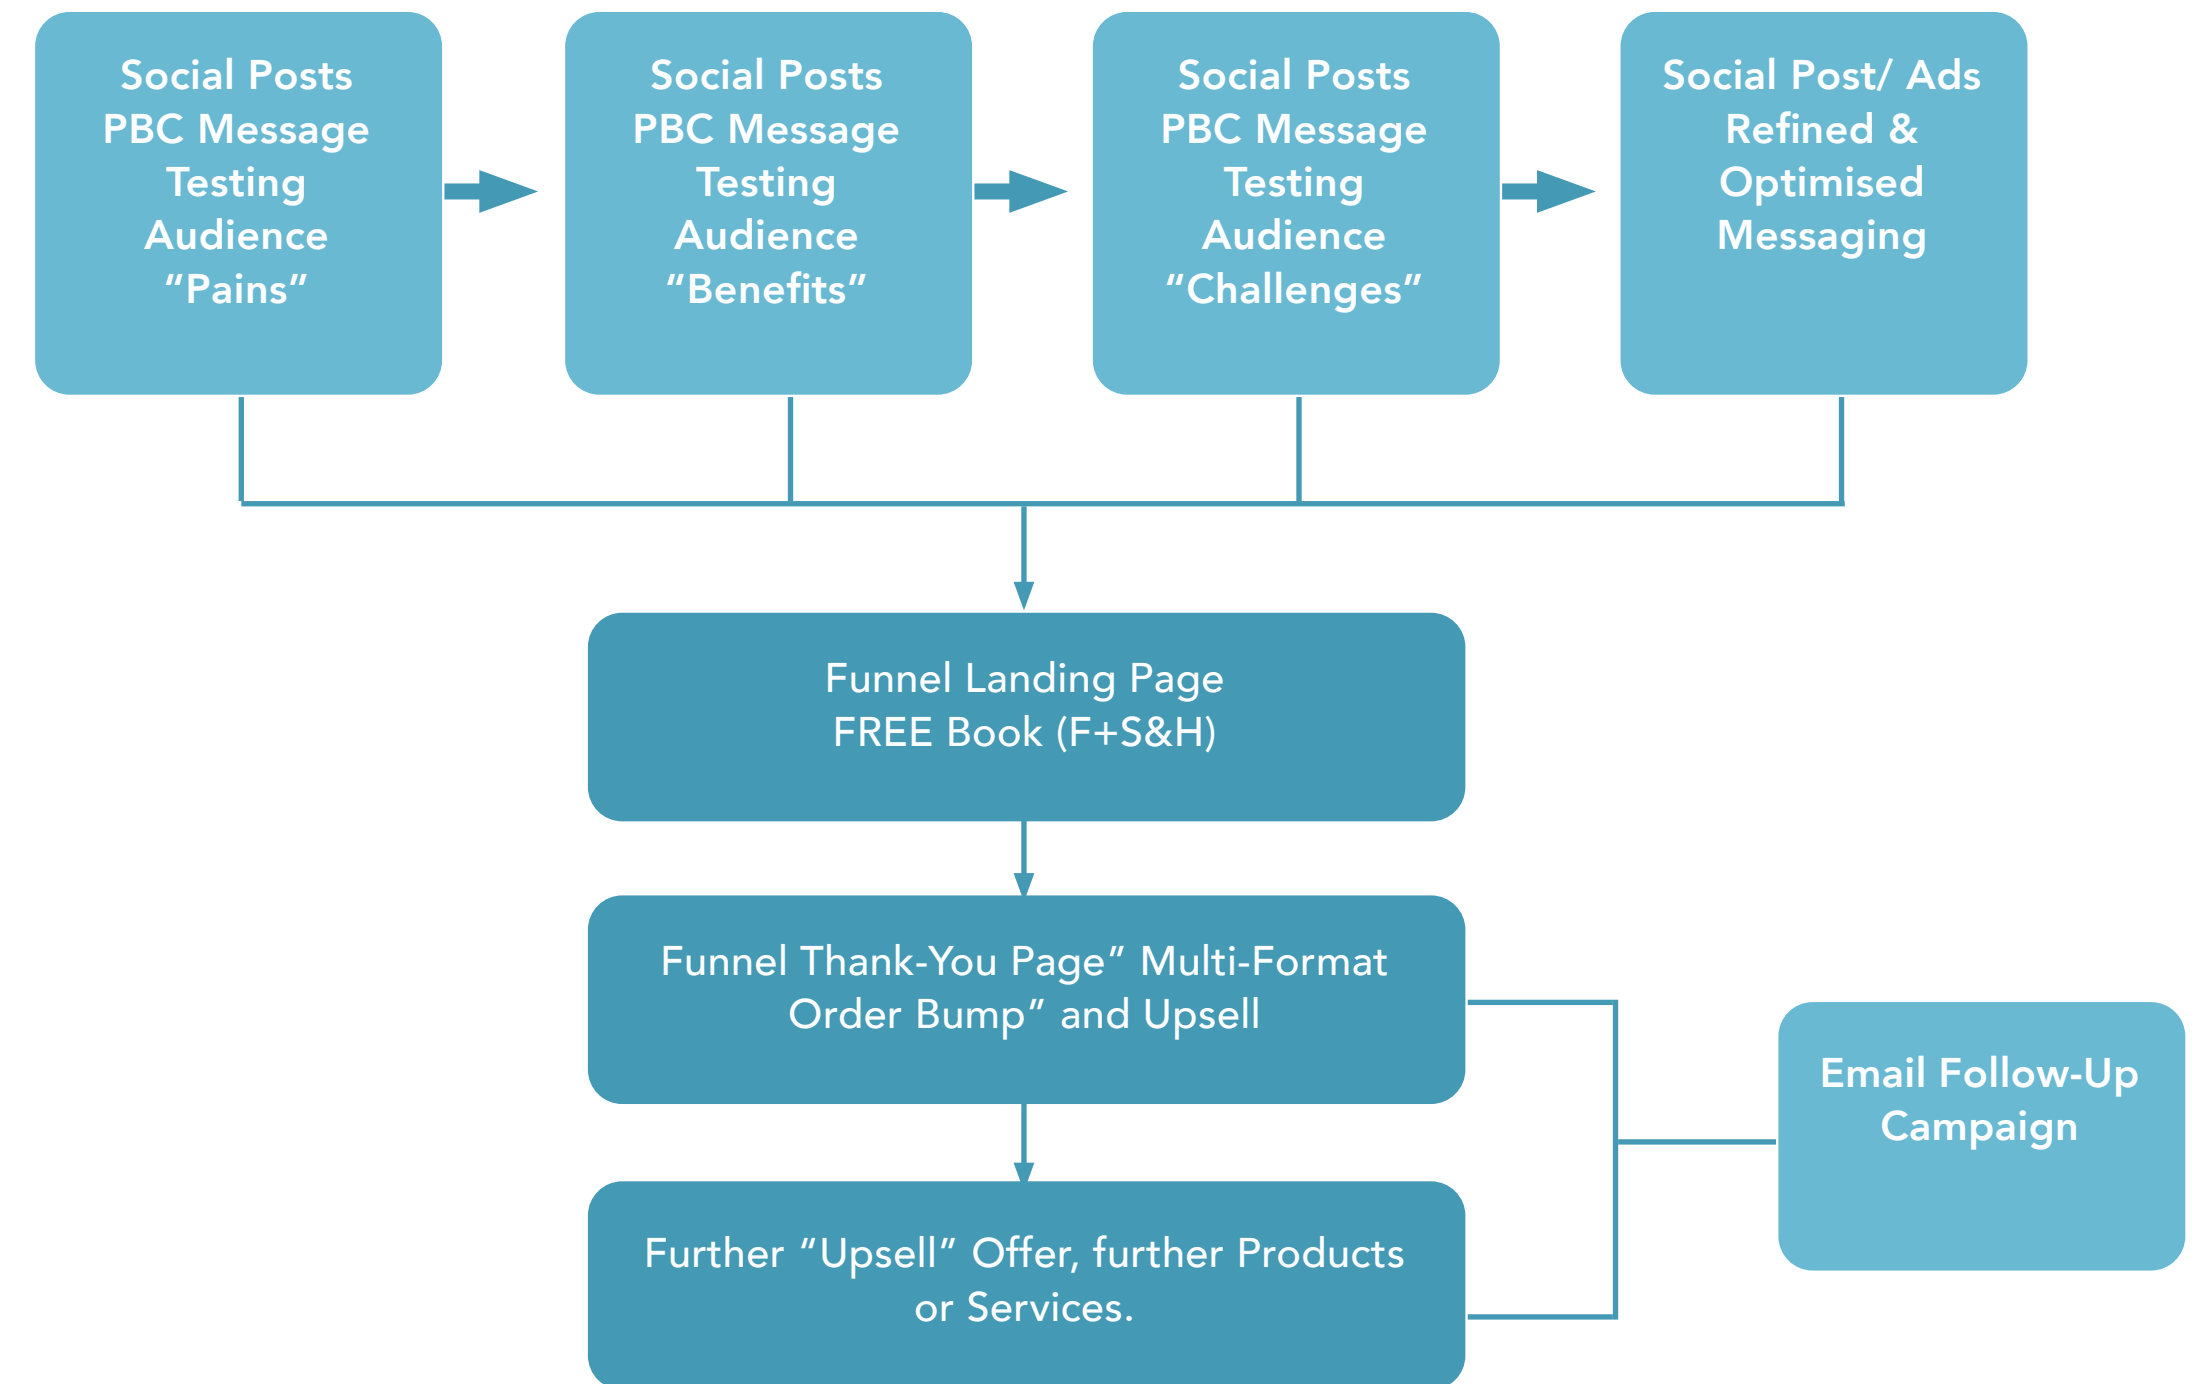 Social Posts
PBC Message
Testing
Audience
“Pains”
Social Posts
PBC Message
Testing
Audience
“Benefits”
Social Posts
PBC Message
Testing
Audience
“Challenges”
Social Post/ Ads
Refined &
Optimised
Messaging
Funnel Landing Page
FREE Book (F+S&H)
Funnel Thank-You Page” Multi-Format
Order Bump” and Upsell
Email Follow-Up
Campaign
Further “Upsell” Offer, further Products
or Services.